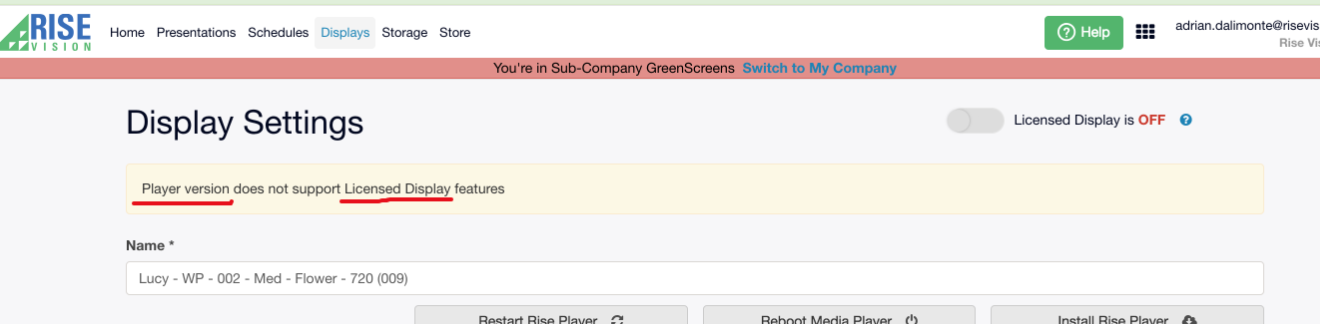 RISE
VISION
Home Presentations Schedules Displays Storage Store
Help
adrian.dalimonte@risevis
Rise Vis
You're in Sub-Company GreenScreens Switch to My Company
Display Settings
Licensed Display is OFF ?
Player version does not support Licensed Display features
Name *
Lucy - WP - 002 - Med - Flower - 720 (009)
Restart Rise Player
Reboot Media Player
Install Rise Player